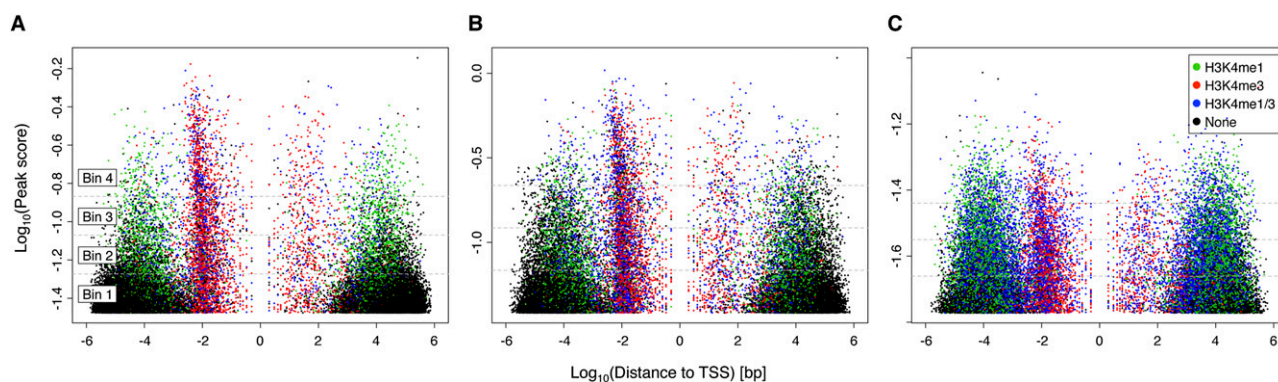 A
B
C
Log10(Peak score)
-0.2
-0.4
-0.6
-0.8
-1.0
-1.2
-1.4
Bin 4
Bin 3
Bin 2
Bin 1
-6 -4 -2 0 2 4 6
0.0
-0.5
-1.0
-6 -4 -2 0 2 4 6
-1.2
-1.4
-1.6
-6 -4 -2 0 2 4 6
H3K4me1
H3K4me3
H3K4me1/3
None
Log10(Distance to TSS) [bp]